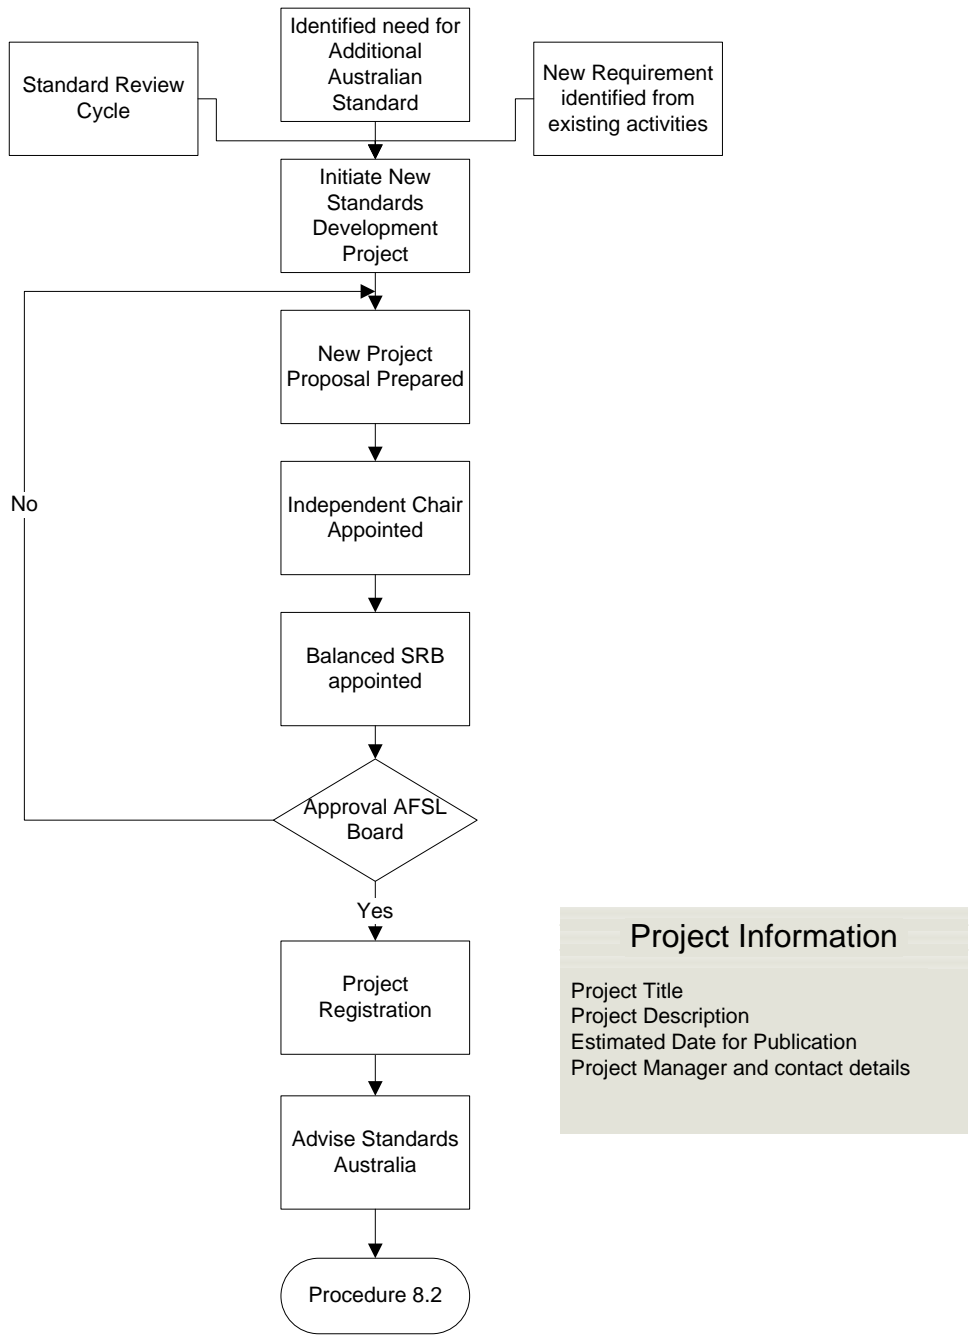 Identified need for
Additional
Australian
Standard
Standard Review
Cycle
New Requirement
identified from
existing activities
Initiate New
Standards
Development
Project
New Project
Proposal Prepared
Independent Chair
Appointed
No
Balanced SRB
appointed
Approval AFSL
Board
Yes
Project
Registration
Project Information
Project Title
Project Description
Estimated Date for Publication
Project Manager and contact details
Advise Standards
Australia
Procedure 8.2